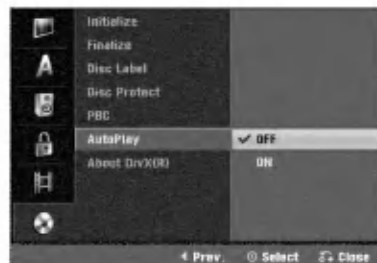 Initialize
Finalize
Disc Label
Disc Protect
PBC
AutoPlay ✓ OFF
About DivX(R) ON
A
Prev. Select Close